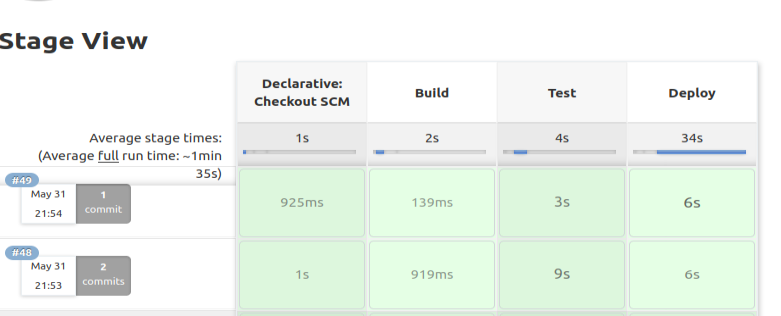 Stage View
Declarative:
Checkout SCM
Build
Test
Deploy
Average stage times:
(Average full run time: ~1min
35s)
1s
2s
4s
34s
#49
May 31
21:54
1
commit
925ms
139ms
3s
6s
#48
May 31
21:53
2
commits
1s
919ms
9s
6s